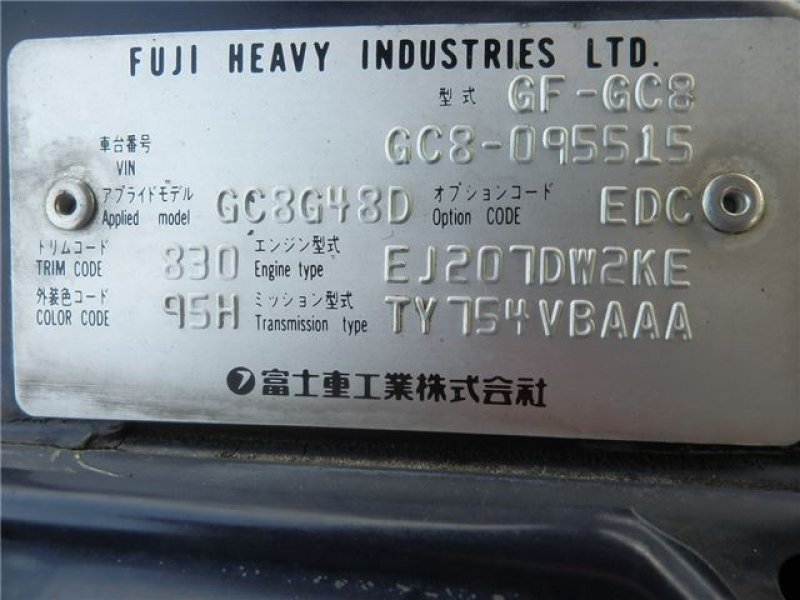 FUJI HEAVY INDUSTRIES LTD.
型式 GF-GC8
車台番号 VIN GC8-095515
アプライドモデル Applied model GC8G48D オプションコード Option CODE EDC
トリムコード TRIM CODE 830 エンジン型式 Engine type EJ207DW2KE
外装色コード COLOR CODE 95H ミッション型式 Transmission type TY754VBAAA
富士重工業株式会社